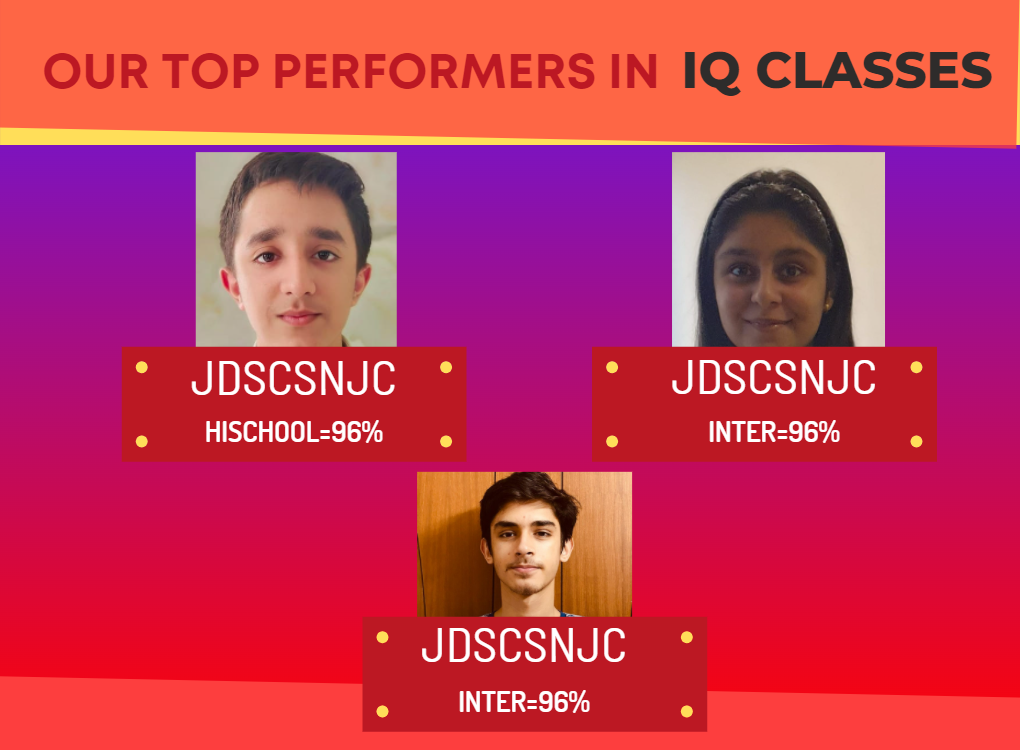 OUR TOP PERFORMERS IN IQ CLASSES
JDSCSNJC
HISCHOOL=96%
JDSCSNJC
INTER=96%
JDSCSNJC
INTER=96%